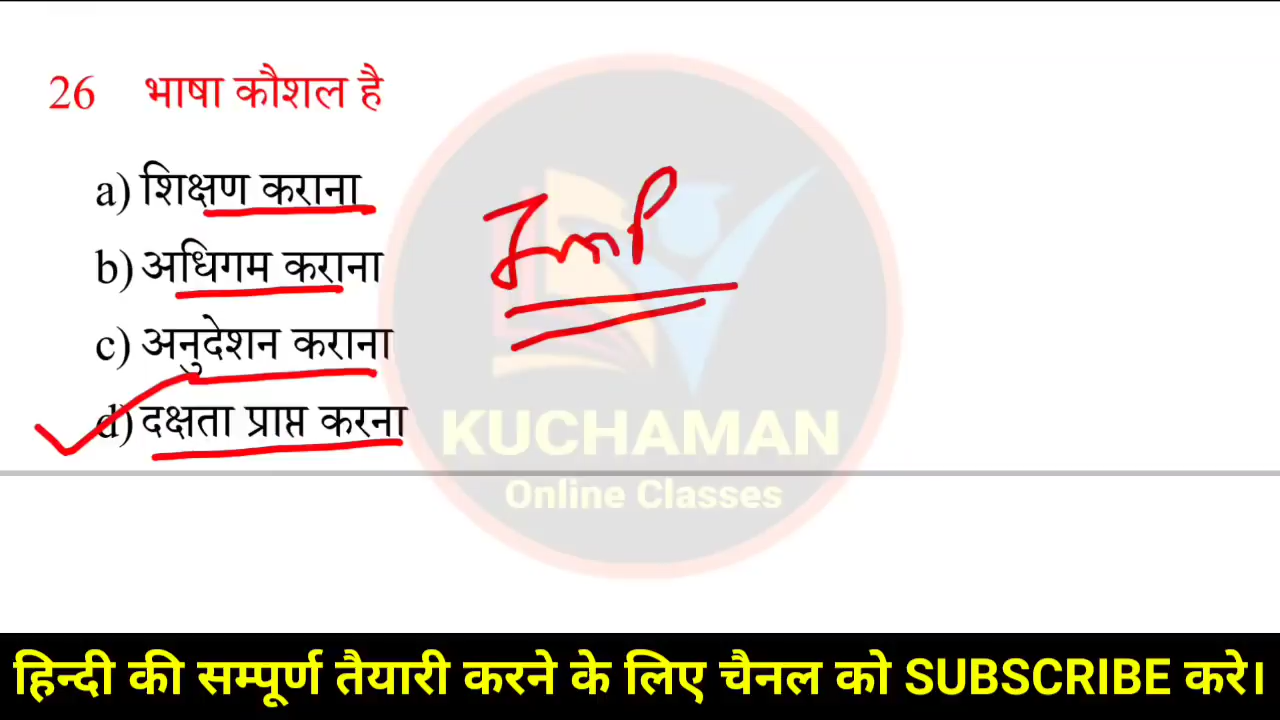 26 भाषा कौशल है
a) शिक्षण कराना
b) अधिगम कराना
c) अनुदेशन कराना
d) दक्षता प्राप्त करना
Imp
KUCHAMAN
Online Classes
हिन्दी की सम्पूर्ण तैयारी करने के लिए चैनल को SUBSCRIBE करे।